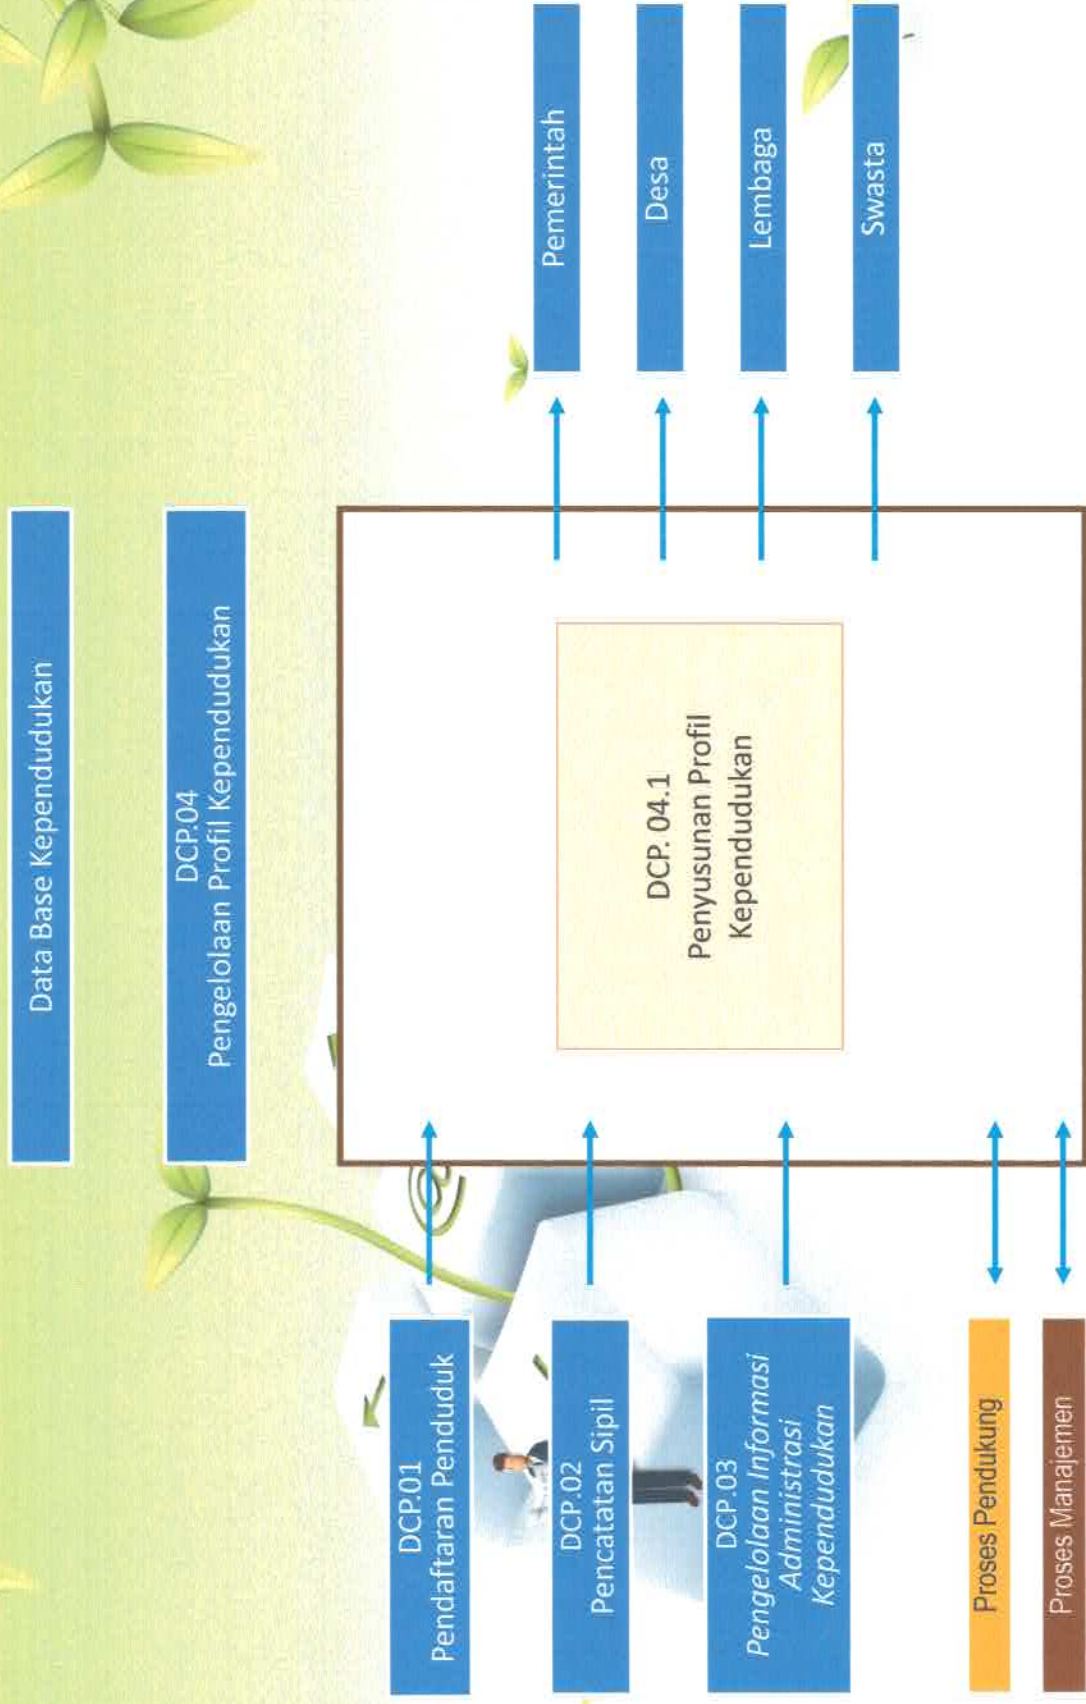 Data Base Kependudukan
DCP.04
Pengelolaan Profil Kependudukan
DCP.01
Pendaftaran Penduduk
DCP.02
Pencatatan Sipil
DCP.03
Pengelolaan Informasi
Administrasi
Kependudukan
Proses Pendukung
Proses Manajemen
DCP. 04.1
Penyusunan Profil
Kependudukan
Pemerintah
Desa
Lembaga
Swasta